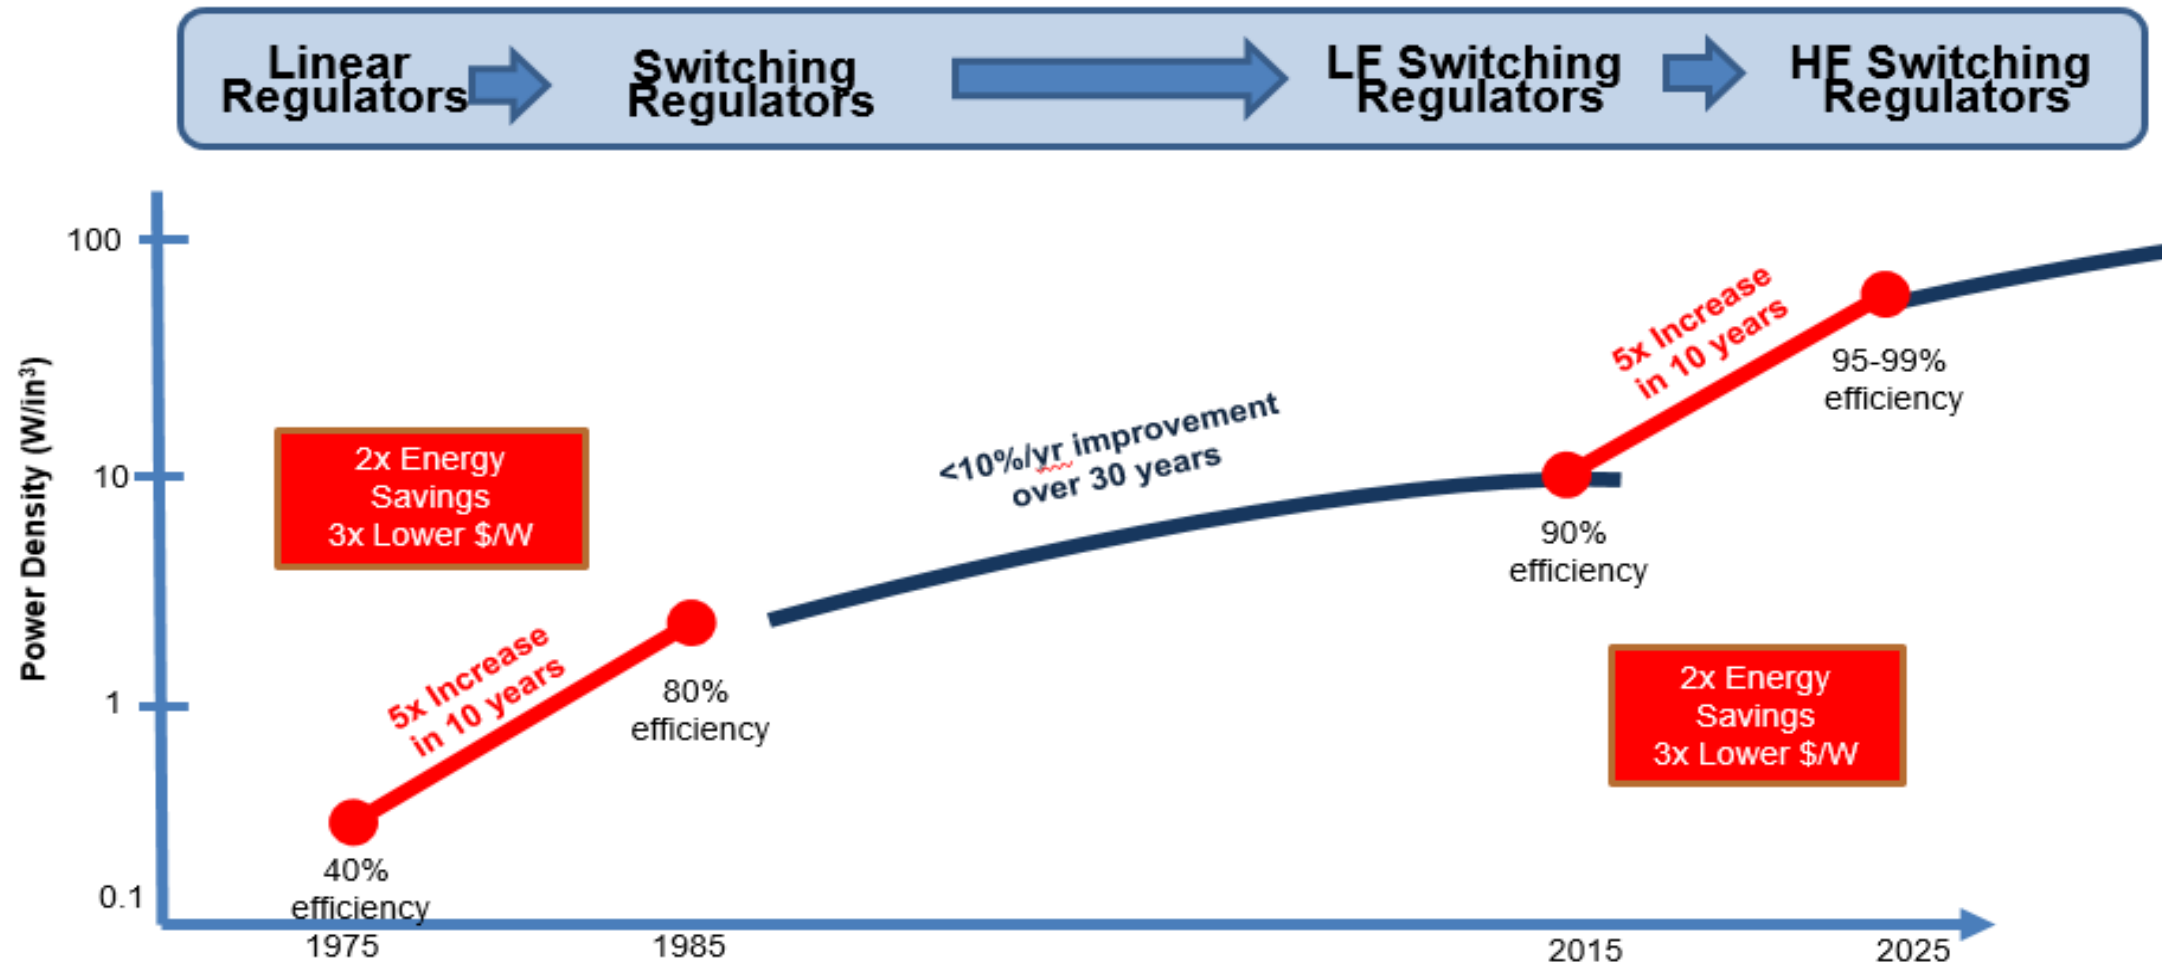 Linear
Regulators
Switching
Regulators
LF Switching
Regulators
HF Switching
Regulators
Power Density (W/in³)
100
10
1
0.1
2x Energy
Savings
3x Lower $/W
5x Increase
in 10 years
40%
efficiency
80%
efficiency
<10%/yr improvement
over 30 years
90%
efficiency
5x Increase
in 10 years
95-99%
efficiency
2x Energy
Savings
3x Lower $/W
1975
1985
2015
2025